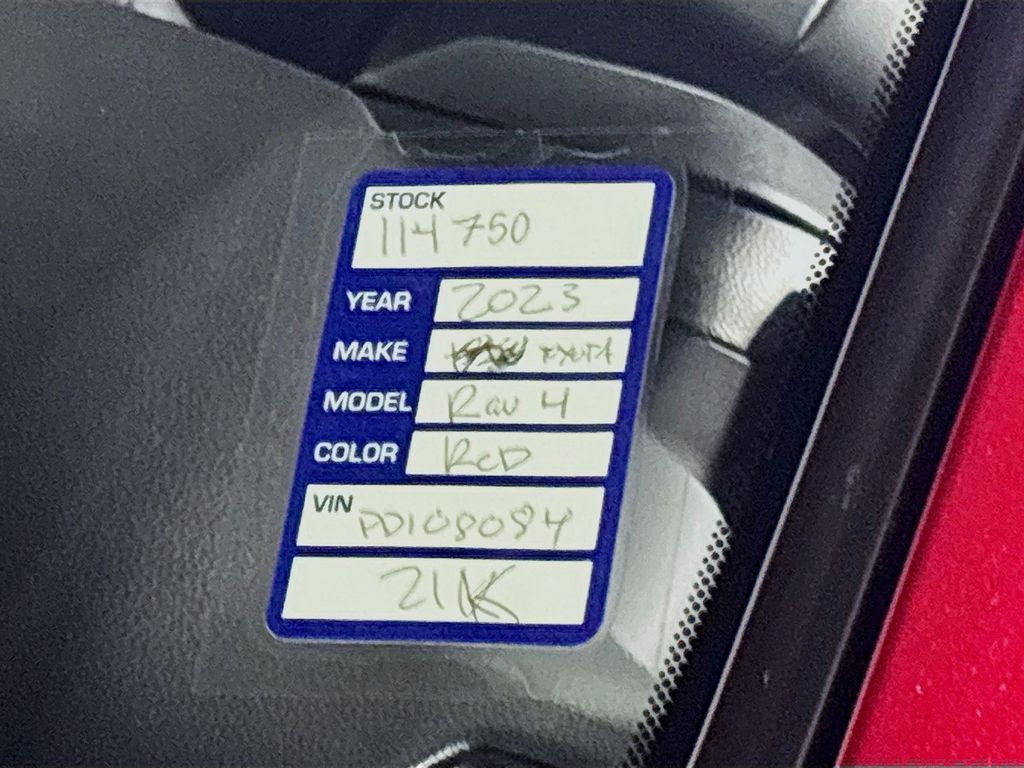 STOCK
114750
YEAR 2023
MAKE TOYOTA
MODEL Rav 4
COLOR RED
VIN PD108084
21K